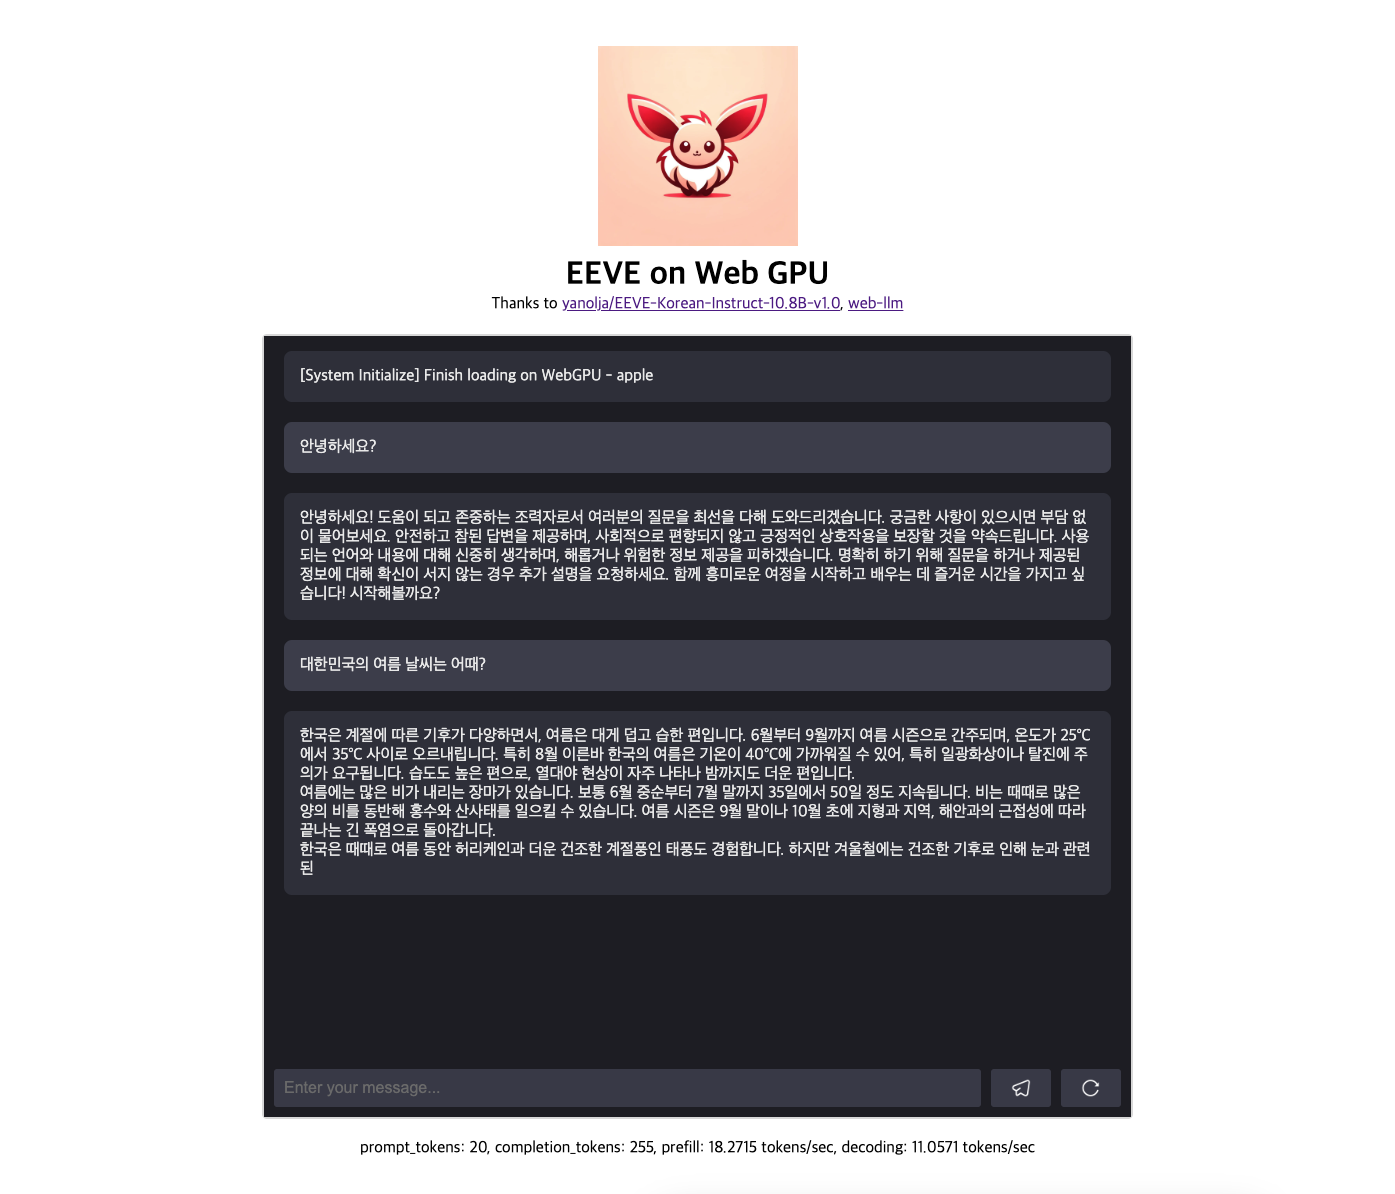 EEVE on Web GPU
Thanks to yanolja/EEVE-Korean-Instruct-10.8B-v1.0, web-llm
[System Initialize] Finish loading on WebGPU - apple
안녕하세요?
안녕하세요! 도움이 되고 존중하는 조력자로서 여러분의 질문을 최선을 다해 도와드리겠습니다. 궁금한 사항이 있으시면 부담 없
이 물어보세요. 안전하고 참된 답변을 제공하며, 사회적으로 편향되지 않고 긍정적인 상호작용을 보장할 것을 약속드립니다. 사용
되는 언어와 내용에 대해 신중히 생각하며, 해롭거나 위험한 정보 제공을 피하겠습니다. 명확히 하기 위해 질문을 하거나 제공된
정보에 대해 확신이 서지 않는 경우 추가 설명을 요청하세요. 함께 흥미로운 여정을 시작하고 배우는 데 즐거운 시간을 가지고 싶
습니다! 시작해볼까요?
대한민국의 여름 날씨는 어때?
한국은 계절에 따른 기후가 다양하면서, 여름은 대게 덥고 습한 편입니다. 6월부터 9월까지 여름 시즌으로 간주되며, 온도가 25℃
에서 35℃ 사이로 오르내립니다. 특히 8월 이른바 한국의 여름은 기온이 40℃에 가까워질 수 있어, 특히 일광화상이나 탈진에 주
의가 요구됩니다. 습도도 높은 편으로, 열대야 현상이 자주 나타나 밤까지도 더운 편입니다.
여름에는 많은 비가 내리는 장마가 있습니다. 보통 6월 중순부터 7월 말까지 35일에서 50일 정도 지속됩니다. 비는 때때로 많은
양의 비를 동반해 홍수와 산사태를 일으킬 수 있습니다. 여름 시즌은 9월 말이나 10월 초에 지형과 지역, 해안과의 근접성에 따라
끝나는 긴 폭염으로 돌아갑니다.
한국은 때때로 여름 동안 허리케인과 더운 건조한 계절풍인 태풍도 경험합니다. 하지만 겨울철에는 건조한 기후로 인해 눈과 관련
된
Enter your message...
prompt_tokens: 20, completion_tokens: 255, prefill: 18.2715 tokens/sec, decoding: 11.0571 tokens/sec